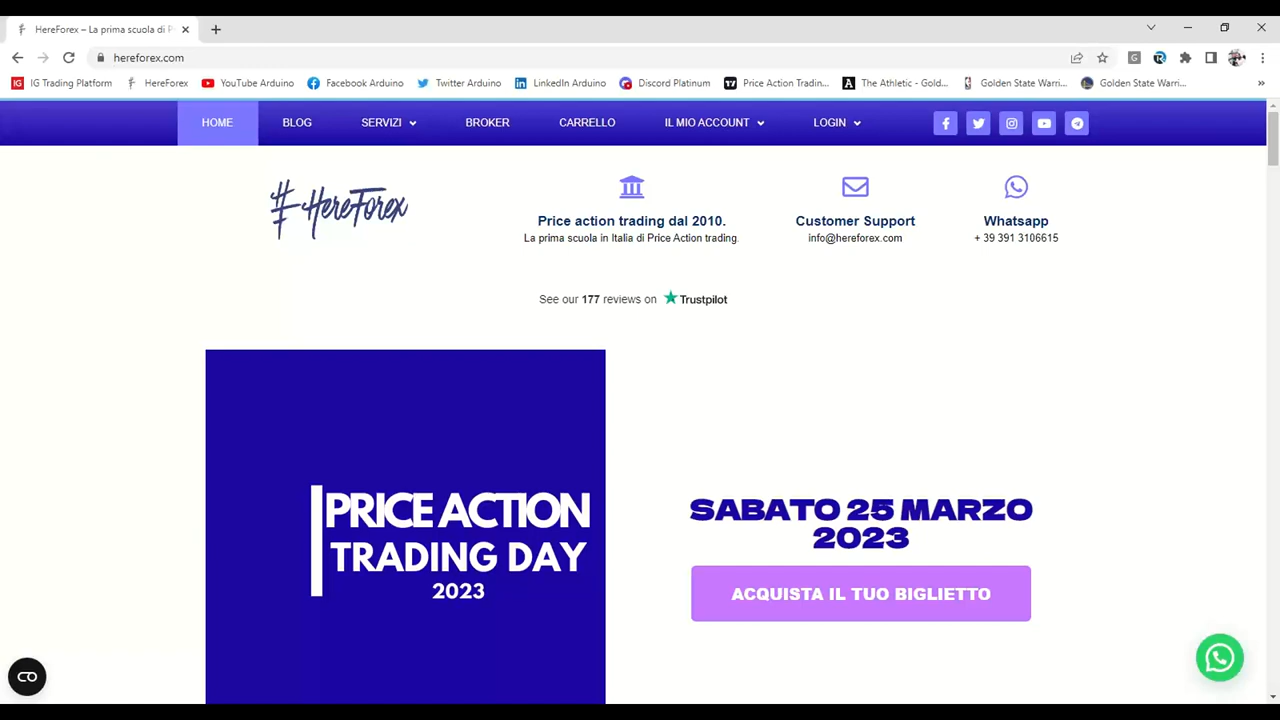 HereForex – La prima scuola di P
hereforex.com
IG Trading Platform
HereForex
YouTube Arduino
Facebook Arduino
Twitter Arduino
LinkedIn Arduino
Discord Platinum
Price Action Tradin...
The Athletic - Gold...
Golden State Warri...
Golden State Warri...
HOME
BLOG
SERVIZI
BROKER
CARRELLO
IL MIO ACCOUNT
LOGIN
#HereForex
Price action trading dal 2010.
La prima scuola in Italia di Price Action trading.
Customer Support
info@hereforex.com
Whatsapp
+ 39 391 3106615
See our 177 reviews on Trustpilot
PRICE ACTION
TRADING DAY
2023
SABATO 25 MARZO
2023
ACQUISTA IL TUO BIGLIETTO